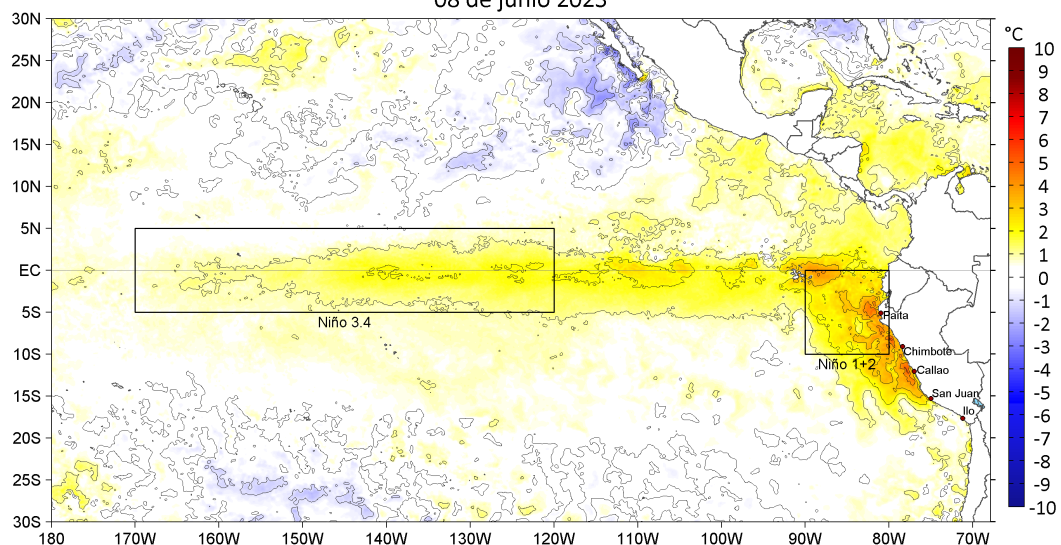 08 de junio 2023
30N
25N
20N
15N
10N
5N
EC
5S
10S
15S
20S
25S
30S
180
170W
160W
150W
140W
130W
120W
110W
100W
90W
80W
70W
Niño 3.4
Niño 1+2
Paita
Chimbote
Callao
San Juan
Ilo
°C
10
9
8
7
6
5
4
3
2
1
0
-1
-2
-3
-4
-5
-6
-7
-8
-9
-10